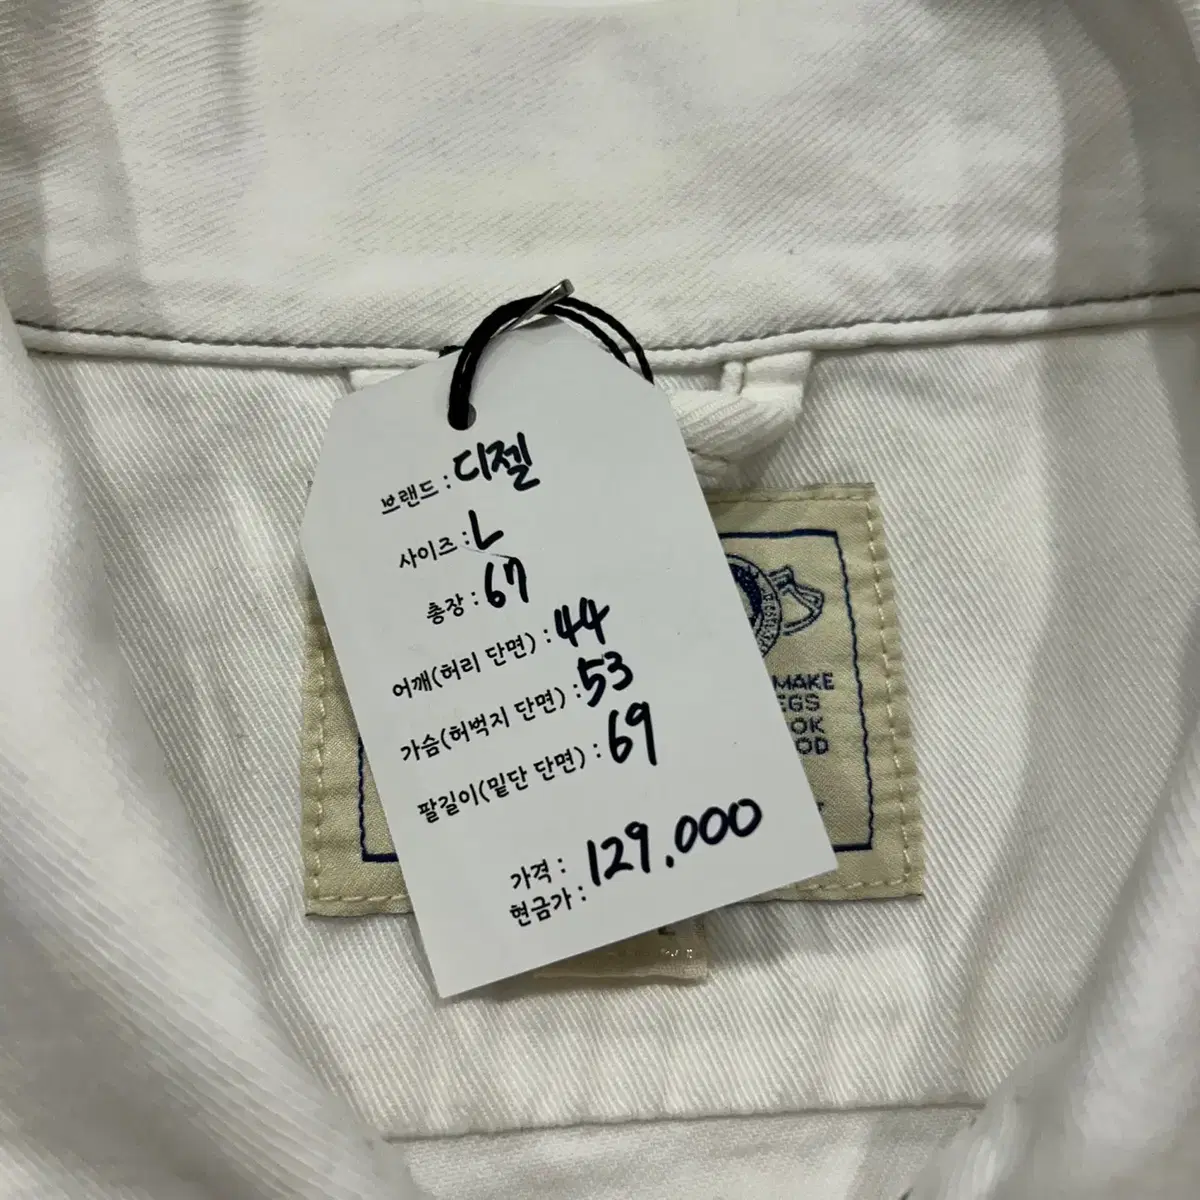 브랜드 : 디젤
사이즈 : L
총장 : 67
어깨(허리 단면) : 44
가슴(허벅지 단면) : 53
팔길이(밑단 단면) : 69
가격 : 129.000
현금가 :
MAKE
EGS
OK
OD